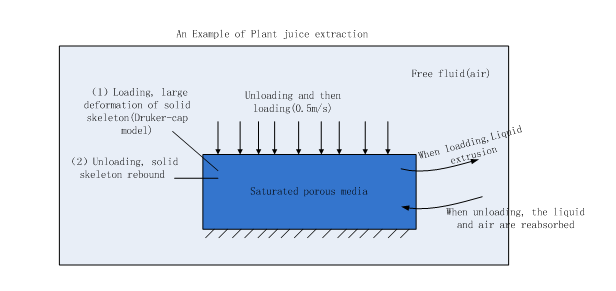 An Example of Plant juice extraction
Free fluid(air)
（1）Loading, large
deformation of solid
skeleton(Druker-cap
model)
Unloading and then
loading(0.5m/s)
（2）Unloading, solid
skeleton rebound
When loadding,Liquid
extrusion
Saturated porous media
When unloading, the liquid
and air are reabsorbed